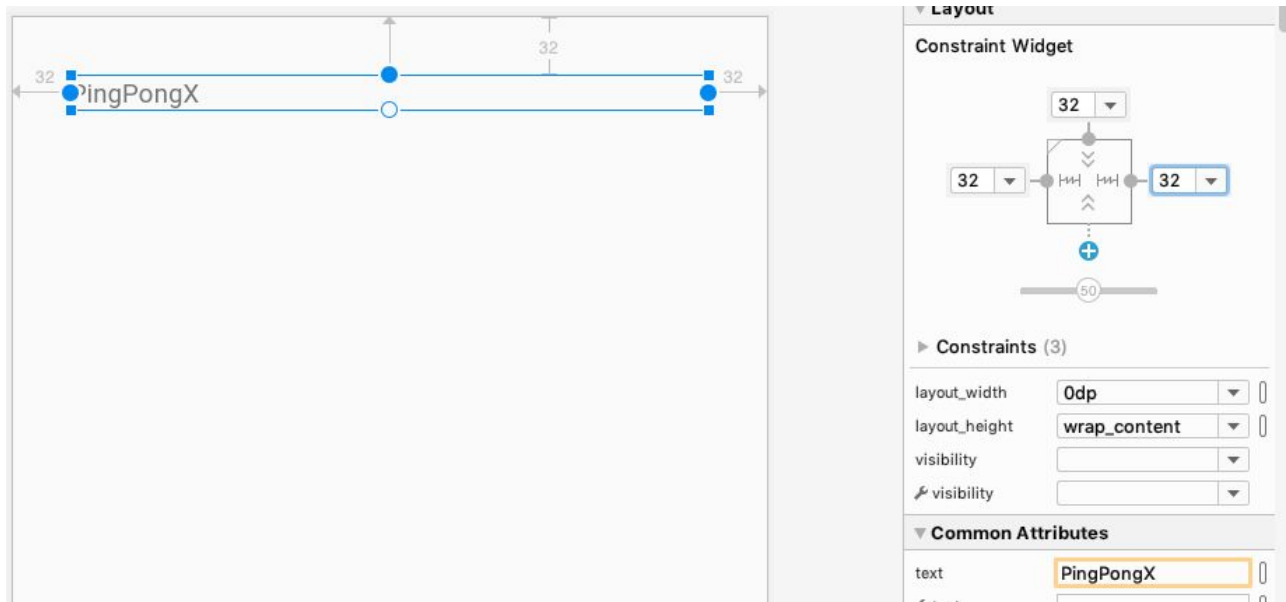 Layout
Constraint Widget
32
32
32
PingPongX
32
32
32
50
Constraints (3)
layout_width 0dp
layout_height wrap_content
visibility
visibility
Common Attributes
text PingPongX